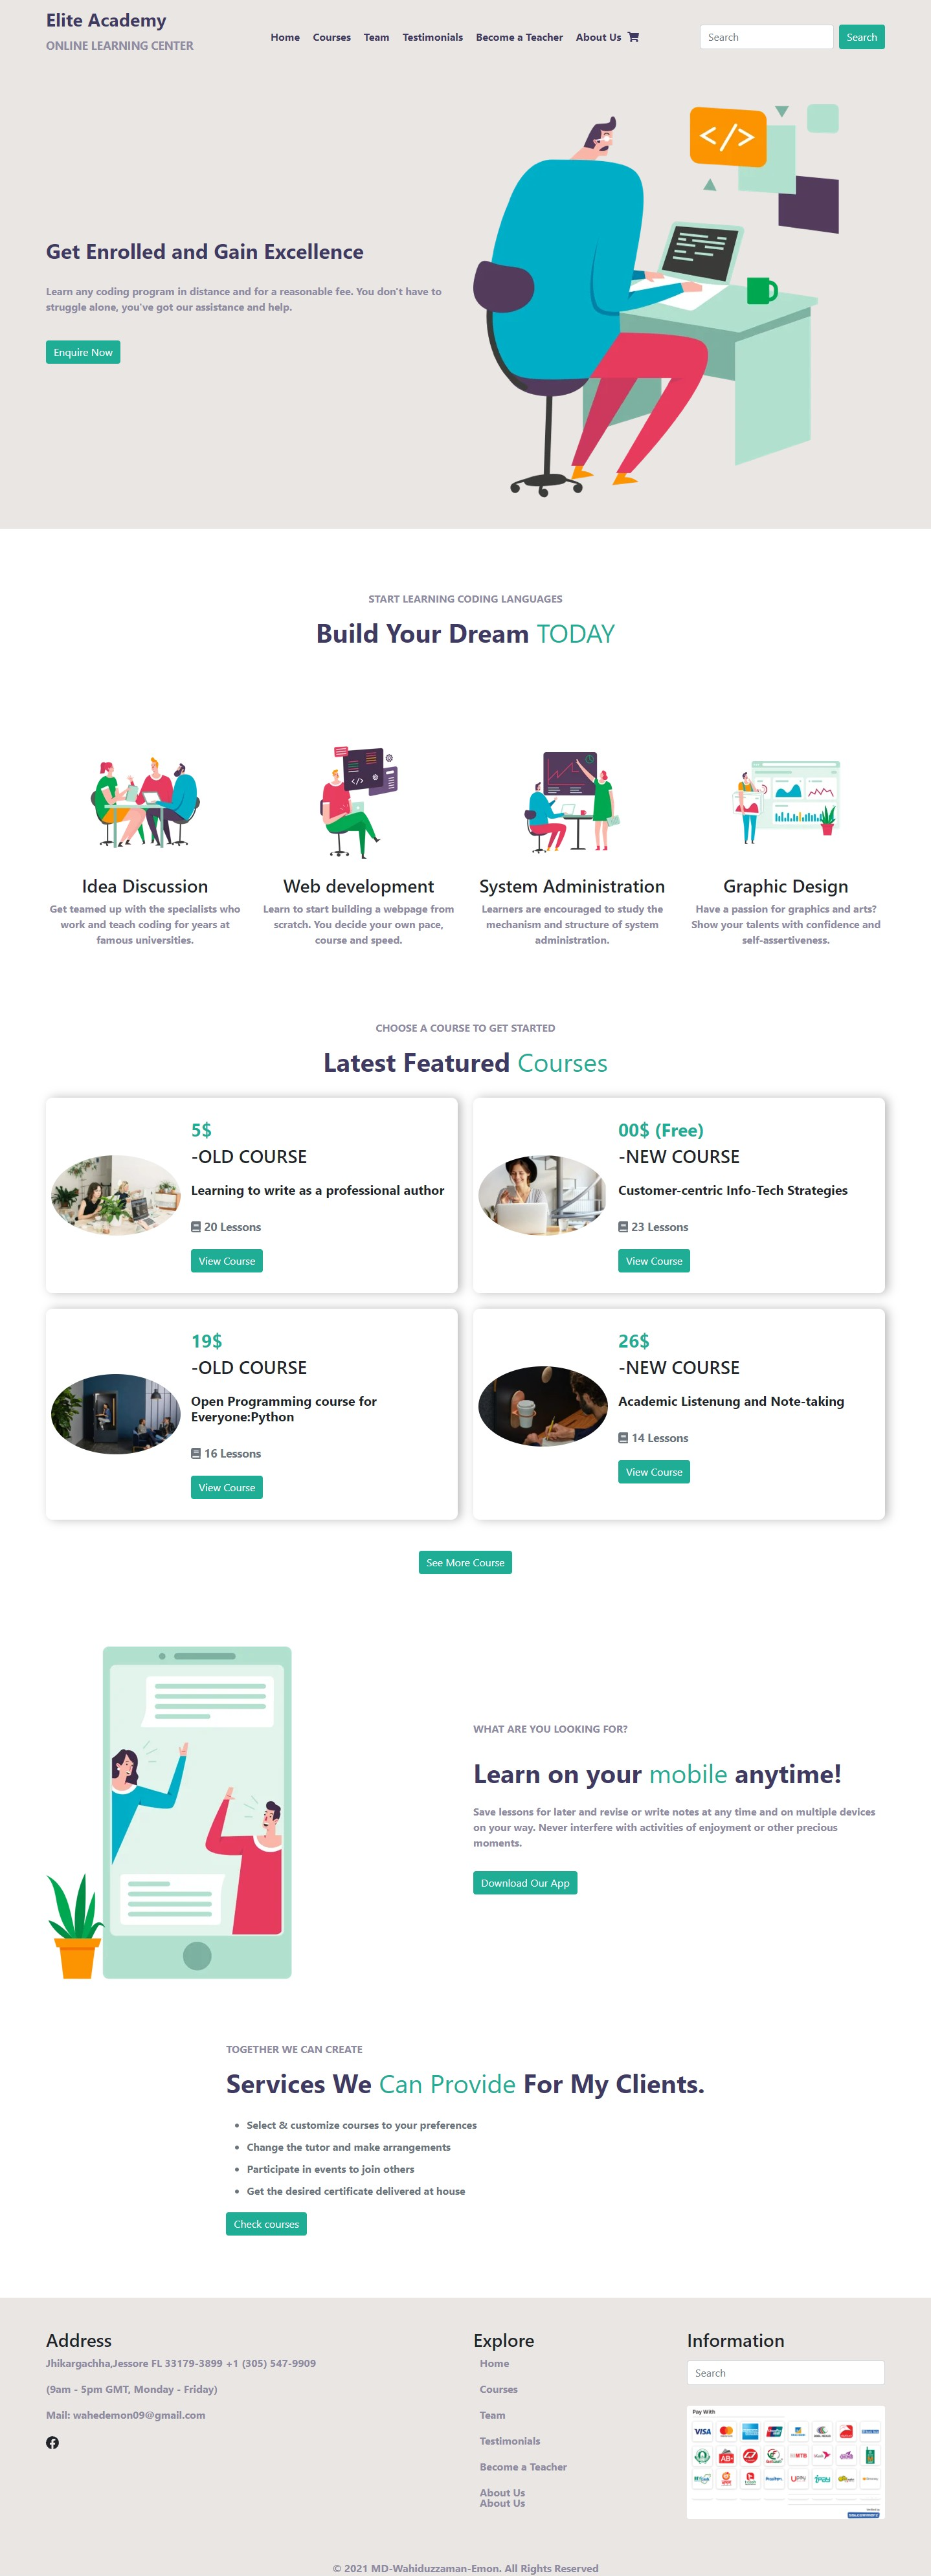 Elite Academy
ONLINE LEARNING CENTER
Home Courses Team Testimonials Become a Teacher About Us
Search Search
</>
Get Enrolled and Gain Excellence
Learn any coding program in distance and for a reasonable fee. You don't have to
struggle alone, you've got our assistance and help.
Enquire Now
START LEARNING CODING LANGUAGES
Build Your Dream TODAY
Idea Discussion
Get teamed up with the specialists who
work and teach coding for years at
famous universities.
Web development
Learn to start building a webpage from
scratch. You decide your own pace,
course and speed.
System Administration
Learners are encouraged to study the
mechanism and structure of system
administration.
Graphic Design
Have a passion for graphics and arts?
Show your talents with confidence and
self-assertiveness.
CHOOSE A COURSE TO GET STARTED
Latest Featured Courses
5$
-OLD COURSE
Learning to write as a professional author
20 Lessons
View Course
00$ (Free)
-NEW COURSE
Customer-centric Info-Tech Strategies
23 Lessons
View Course
19$
-OLD COURSE
Open Programming course for
Everyone:Python
16 Lessons
View Course
26$
-NEW COURSE
Academic Listenung and Note-taking
14 Lessons
View Course
See More Course
WHAT ARE YOU LOOKING FOR?
Learn on your mobile anytime!
Save lessons for later and revise or write notes at any time and on multiple devices
on your way. Never interfere with activities of enjoyment or other precious
moments.
Download Our App
TOGETHER WE CAN CREATE
Services We Can Provide For My Clients.
Select & customize courses to your preferences
Change the tutor and make arrangements
Participate in events to join others
Get the desired certificate delivered at house
Check courses
Address
Jhikargachha,Jessore FL 33179-3899 +1 (305) 547-9909
(9am - 5pm GMT, Monday - Friday)
Mail: wahedemon09@gmail.com
Explore
Home
Courses
Team
Testimonials
Become a Teacher
About Us
About Us
Information
Search
Pay With
VISA
© 2021 MD-Wahiduzzaman-Emon. All Rights Reserved